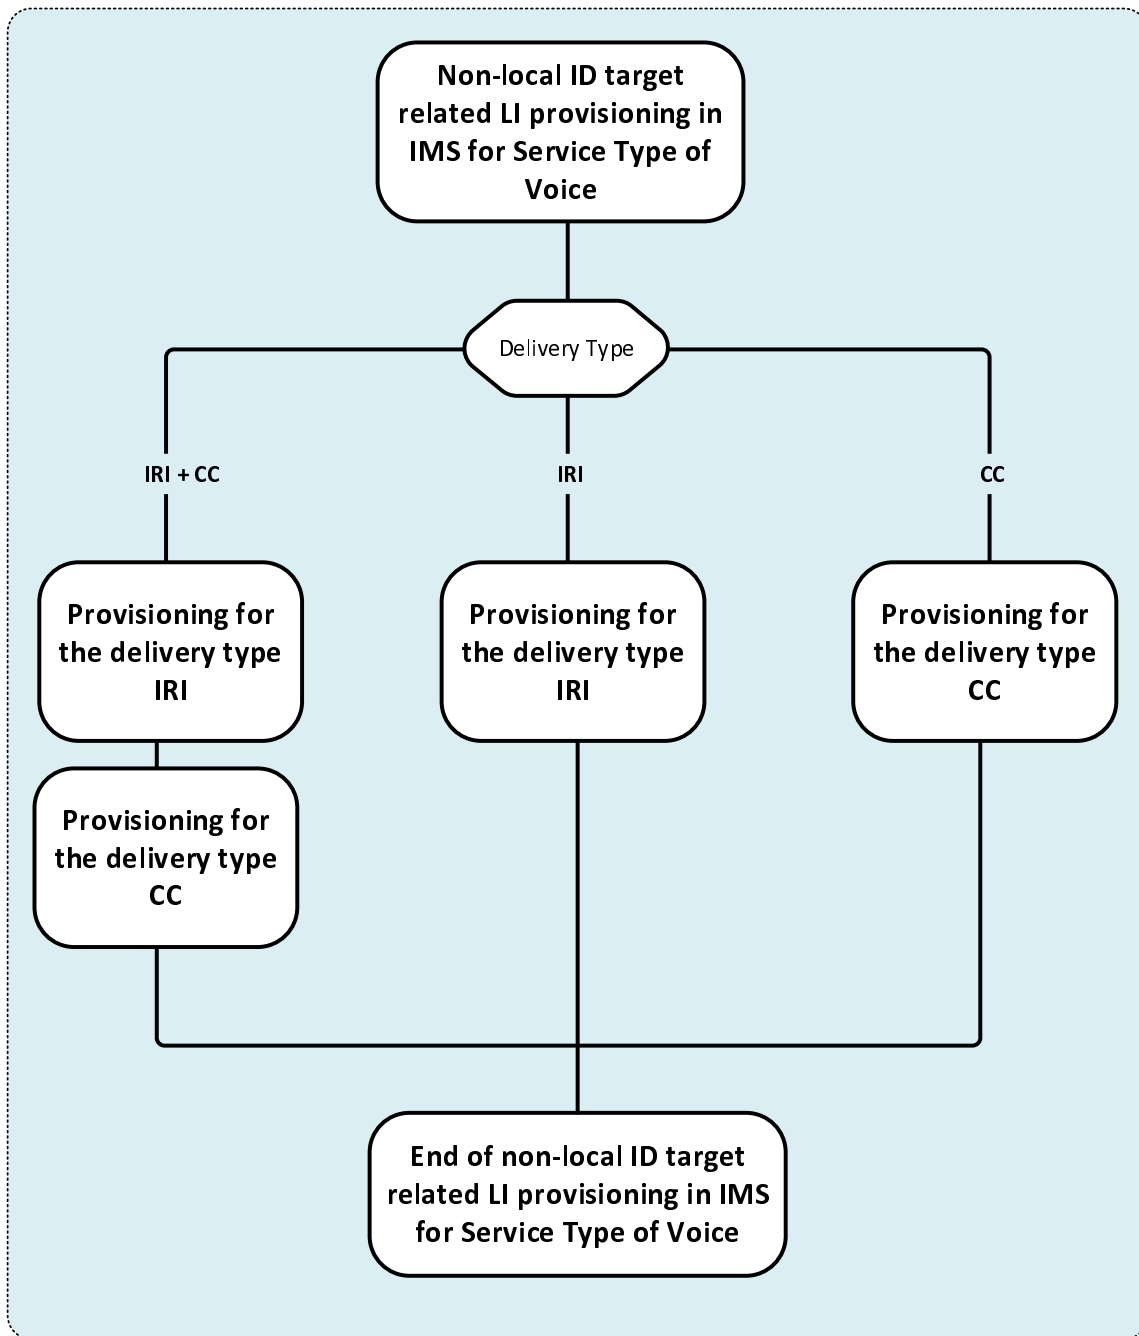 Non-local ID target
related LI provisioning in
IMS for Service Type of
Voice
Delivery Type
IRI + CC
IRI
CC
Provisioning for
the delivery type
IRI
Provisioning for
the delivery type
IRI
Provisioning for
the delivery type
CC
Provisioning for
the delivery type
CC
End of non-local ID target
related LI provisioning in IMS
for Service Type of Voice